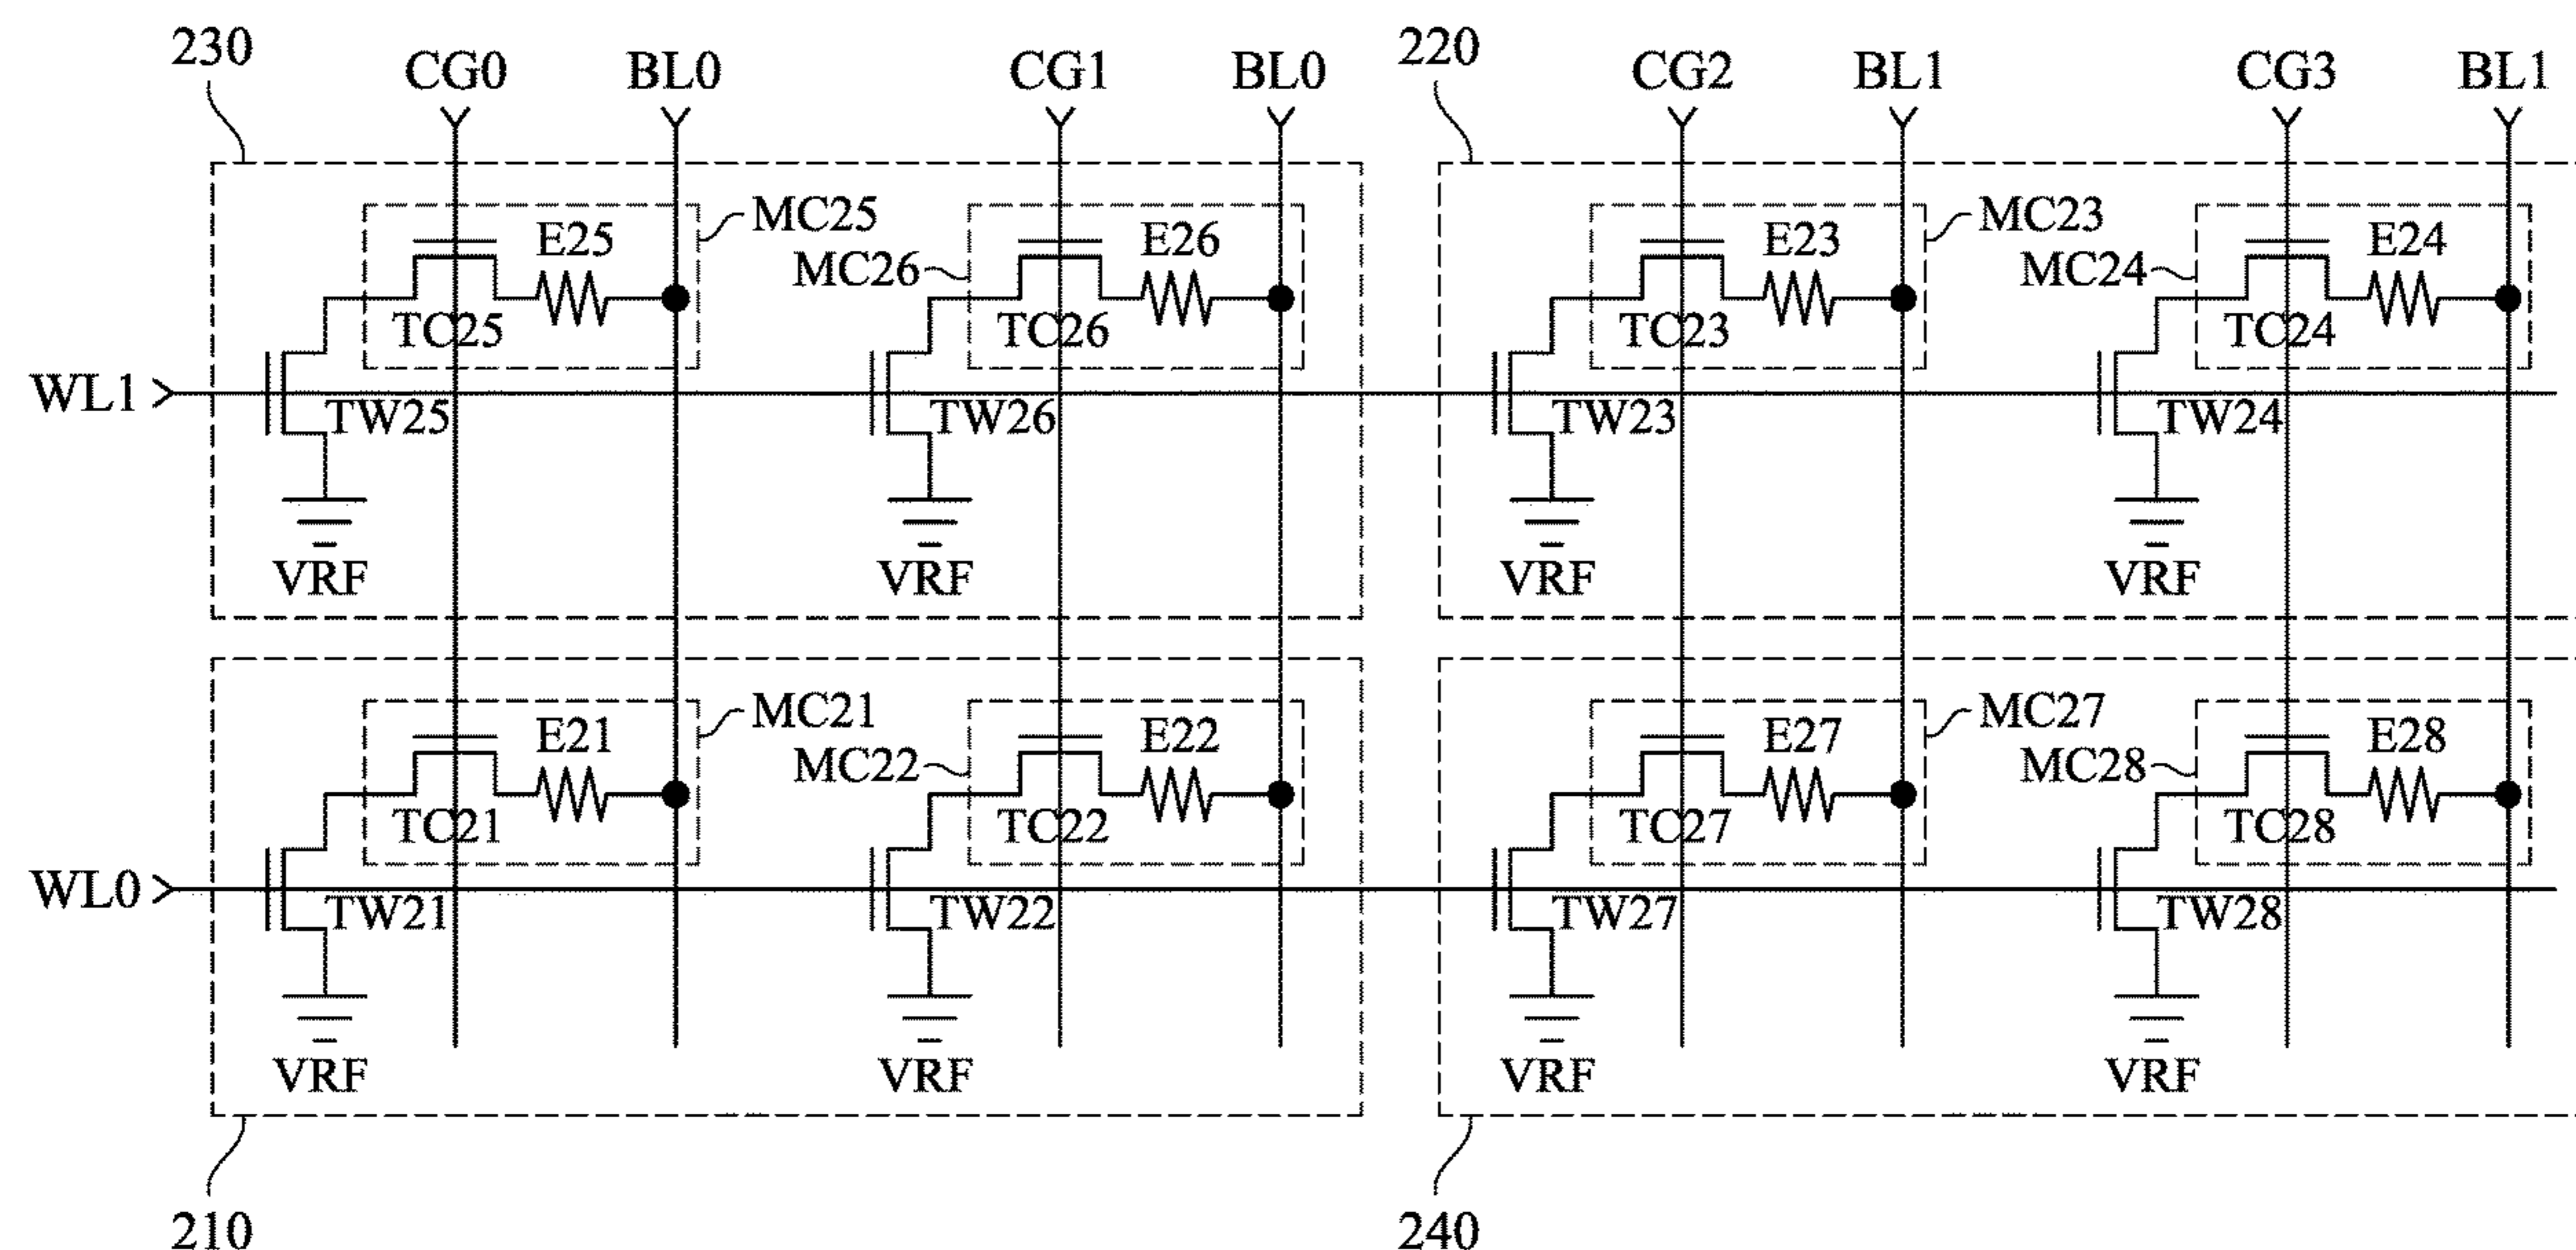 230
CG0 BL0 CG1 BL0
220
CG2 BL1 CG3 BL1
E25 MC25 MC26 E26 E23 MC23 MC24 E24
TC25 TC26 TC23 TC24
WL1 TW25 TW26 TW23 TW24
VRF VRF VRF VRF
E21 MC21 MC22 E22 E27 MC27 MC28 E28
TC21 TC22 TC27 TC28
WL0 TW21 TW22 TW27 TW28
VRF VRF VRF VRF
210 240